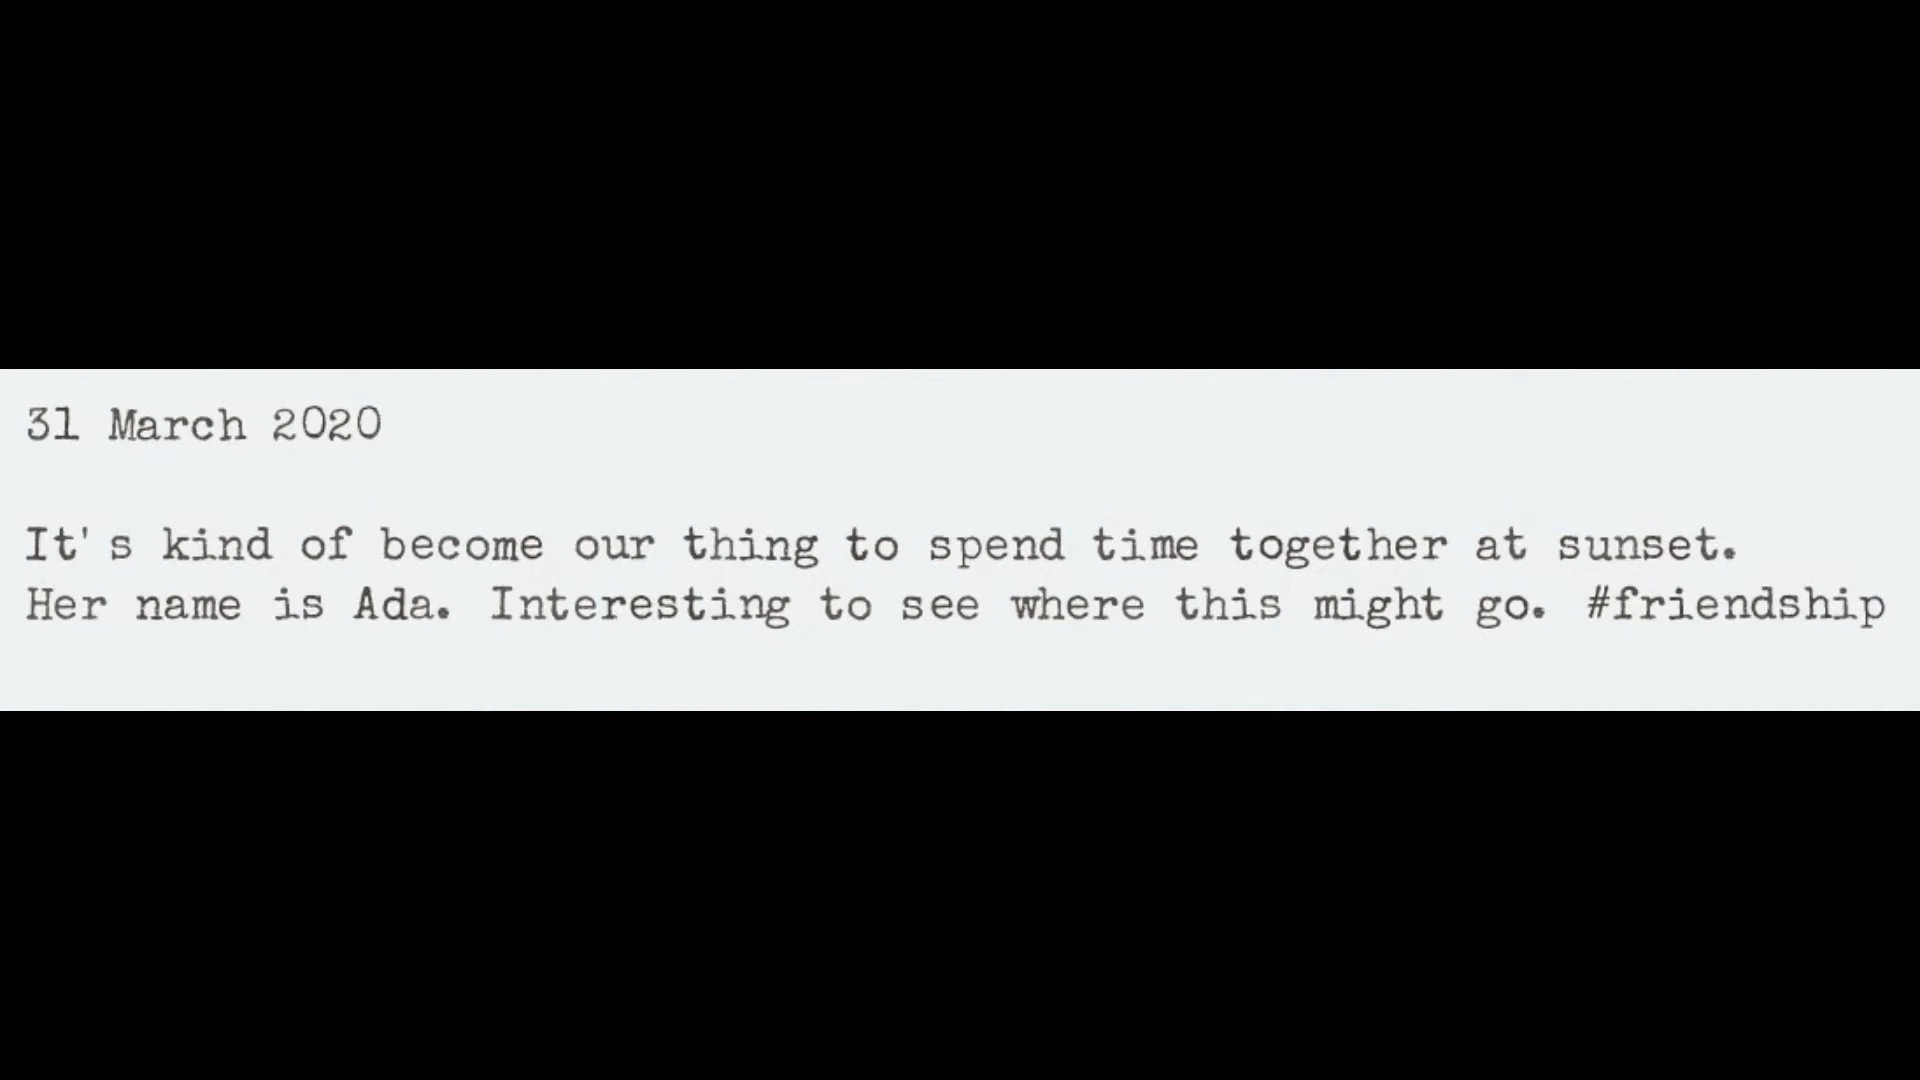 31 March 2020
It's kind of become our thing to spend time together at sunset.
Her name is Ada. Interesting to see where this might go. #friendship